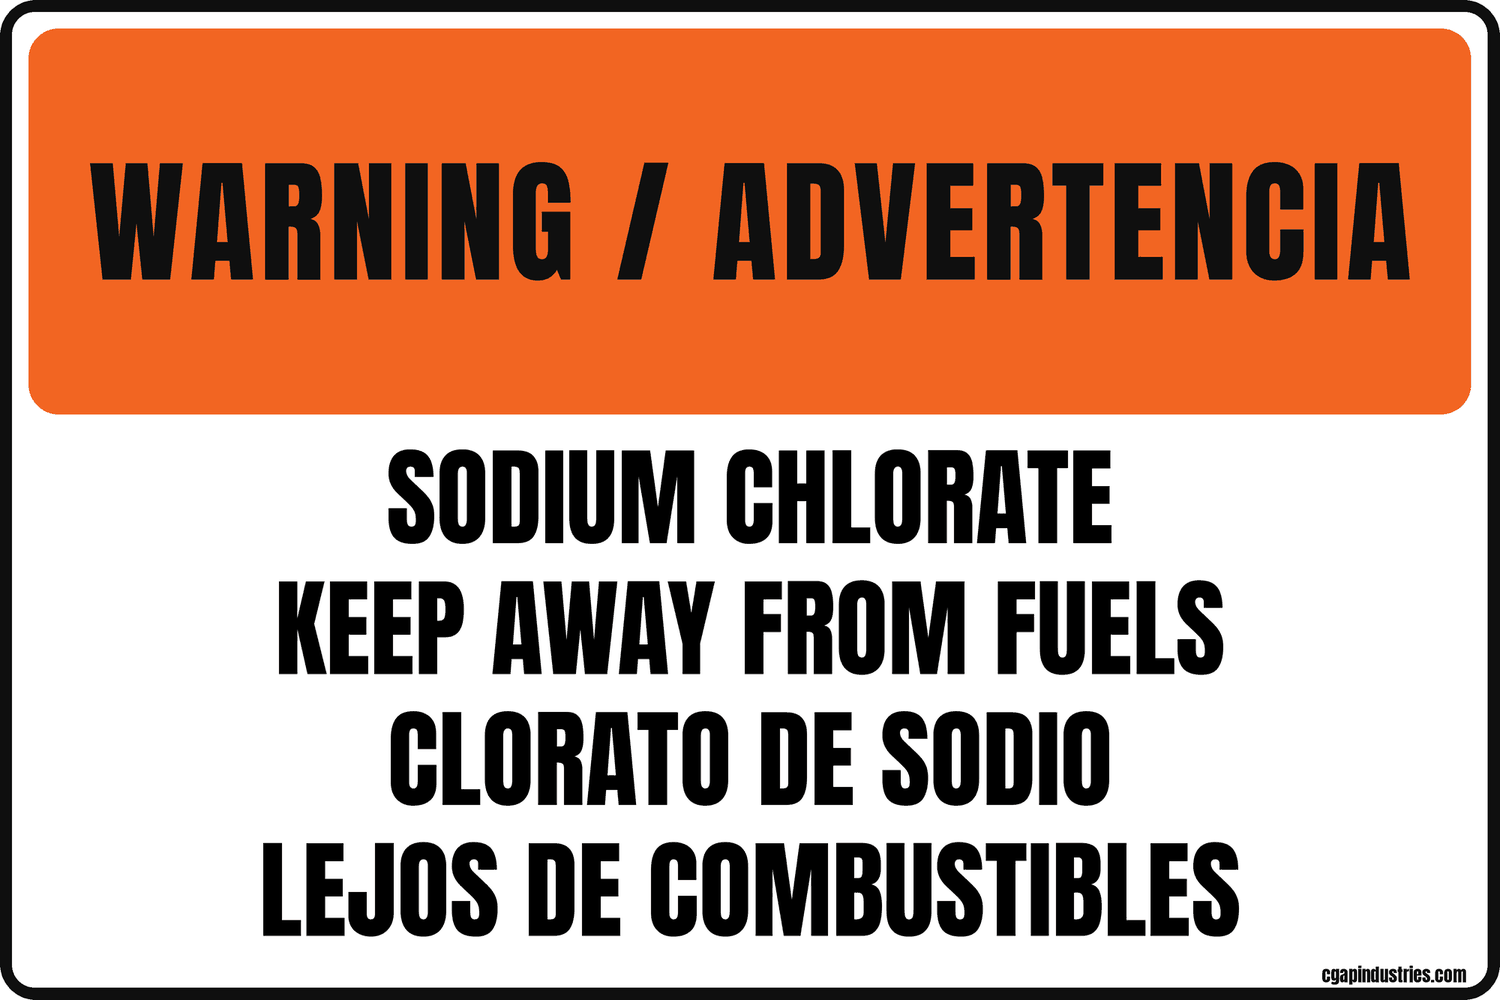 WARNING / ADVERTENCIA
SODIUM CHLORATE
KEEP AWAY FROM FUELS
CLORATO DE SODIO
LEJOS DE COMBUSTIBLES
cgapindustries.com